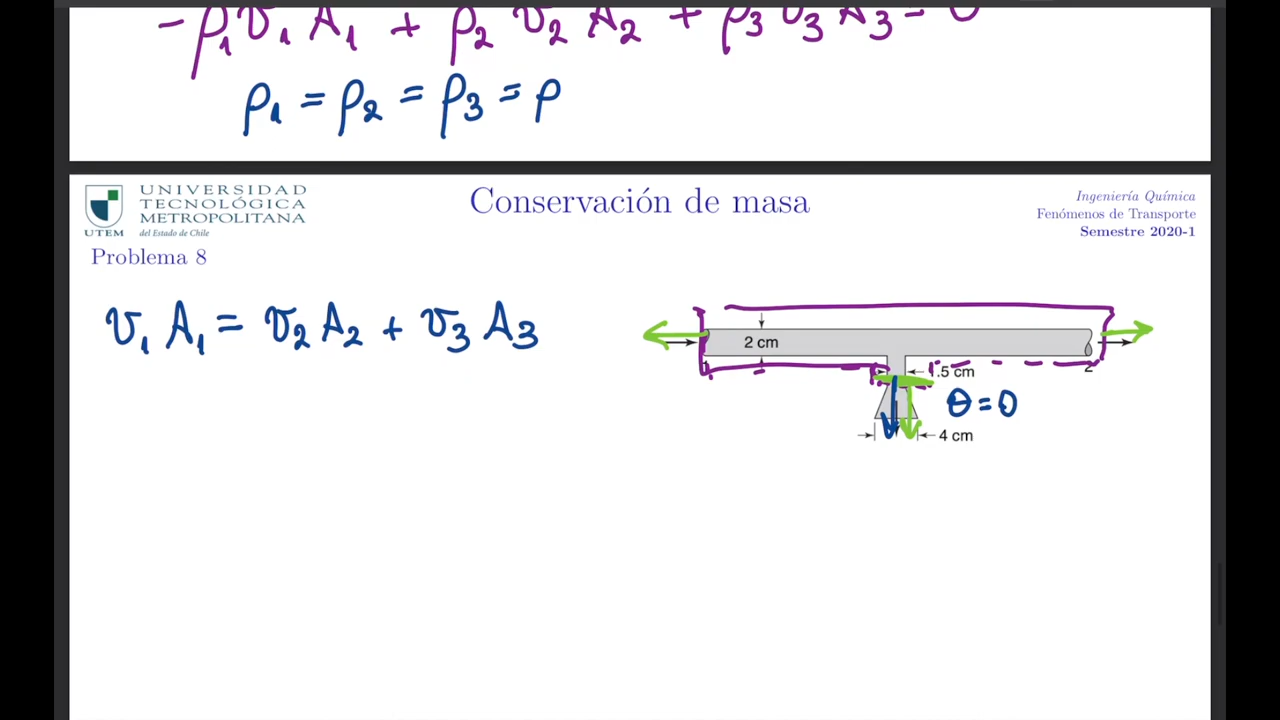 -ρ₁v₁A₁ + ρ₂v₂A₂ + ρ₃v₃A₃ = 0
ρ₁ = ρ₂ = ρ₃ = ρ
UTEM
UNIVERSIDAD
TECNOLÓGICA
METROPOLITANA
del Estado de Chile
Conservación de masa
Ingeniería Química
Fenómenos de Transporte
Semestre 2020-1
Problema 8
v₁A₁ = v₂A₂ + v₃A₃
2 cm
1.5 cm
2
θ = 0
4 cm